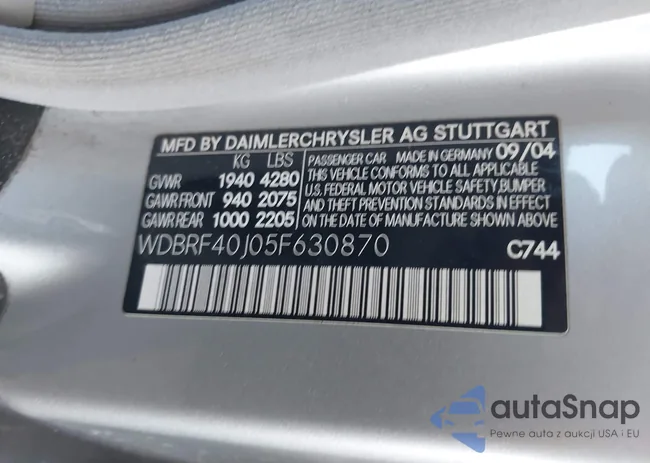 MFD BY DAIMLERCHRYSLER AG STUTTGART
KG LBS
GVWR 1940 4280
GAWR FRONT 940 2075
GAWR REAR 1000 2205
PASSENGER CAR MADE IN GERMANY 09/04
THIS VEHICLE CONFORMS TO ALL APPLICABLE
U.S. FEDERAL MOTOR VEHICLE SAFETY,BUMPER
AND THEFT PREVENTION STANDARDS IN EFFECT
ON DATE OF MANUFACTURE SHOWN ABOVE
WDBRF40J05F630870
C744
autaSnap
Pewne auta z aukcji USA i EU